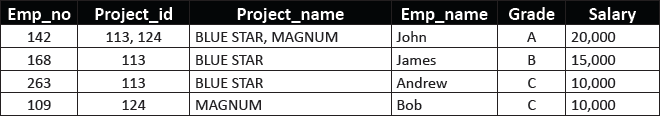 Emp_no Project_id Project_name Emp_name Grade Salary
142 113, 124 BLUE STAR, MAGNUM John A 20,000
168 113 BLUE STAR James B 15,000
263 113 BLUE STAR Andrew C 10,000
109 124 MAGNUM Bob C 10,000